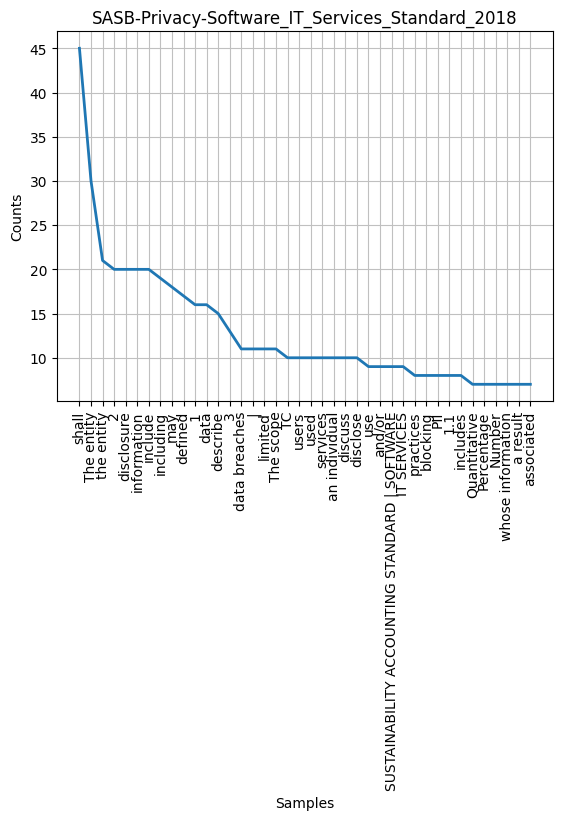 SASB-Privacy-Software_IT_Services_Standard_2018
Counts
45
40
35
30
25
20
15
10
shall
The entity
the entity
2
disclosure
information
include
including
may
defined
1
data
describe
3
data breaches
|
limited
The scope
TC
users
used
services
an individual
discuss
disclose
use
and/or
SUSTAINABILITY ACCOUNTING STANDARD | SOFTWARE
IT SERVICES
practices
blocking
PII
1.1
includes
Quantitative
Percentage
Number
whose information
a result
associated
Samples